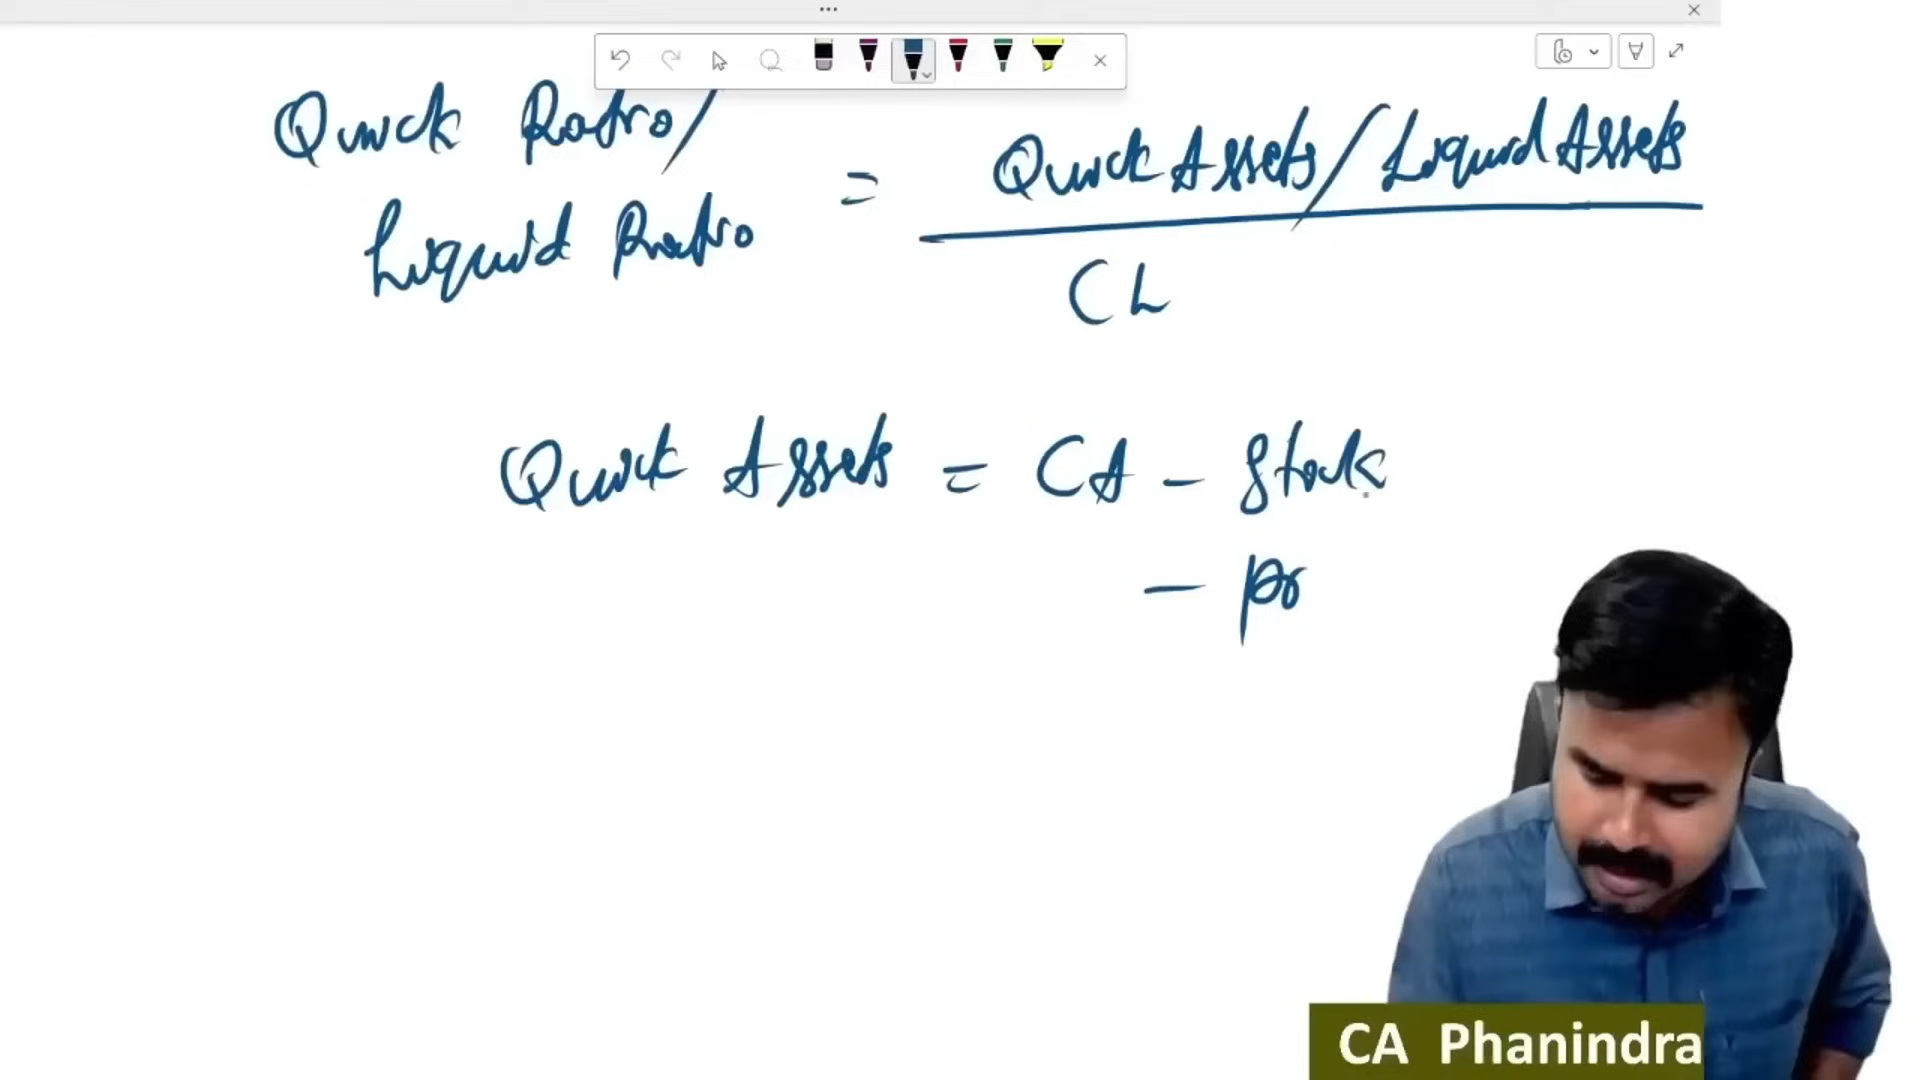 Quick Ratio/
Liquid Ratio
=
Quick Assets/Liquid Assets
CL
Quick Assets = CA - Stock
- Pr
CA Phanindra